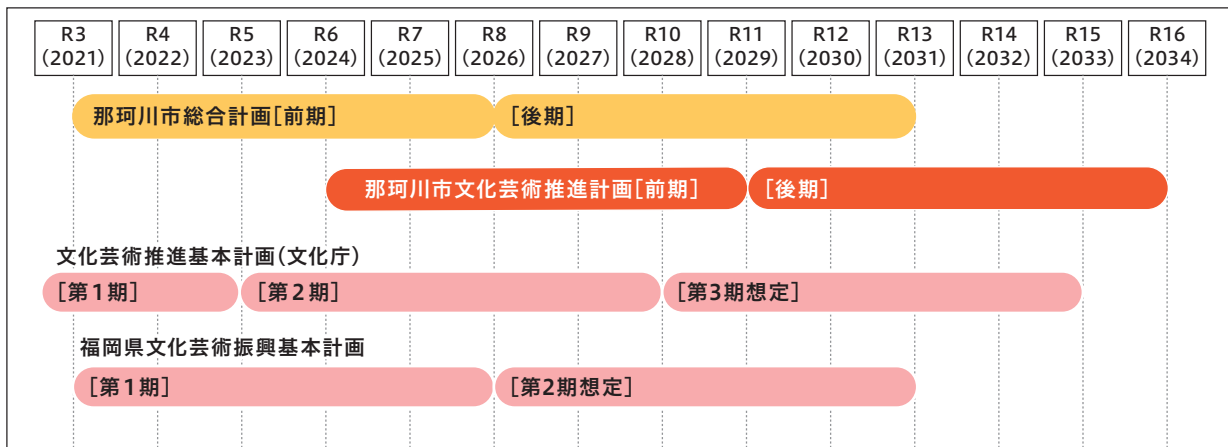 R3 R4 R5 R6 R7 R8 R9 R10 R11 R12 R13 R14 R15 R16
(2021) (2022) (2023) (2024) (2025) (2026) (2027) (2028) (2029) (2030) (2031) (2032) (2033) (2034)
那珂川市総合計画[前期] [後期]
那珂川市文化芸術推進計画[前期] [後期]
文化芸術推進基本計画(文化庁)
[第1期] [第2期] [第3期想定]
福岡県文化芸術振興基本計画
[第1期] [第2期想定]